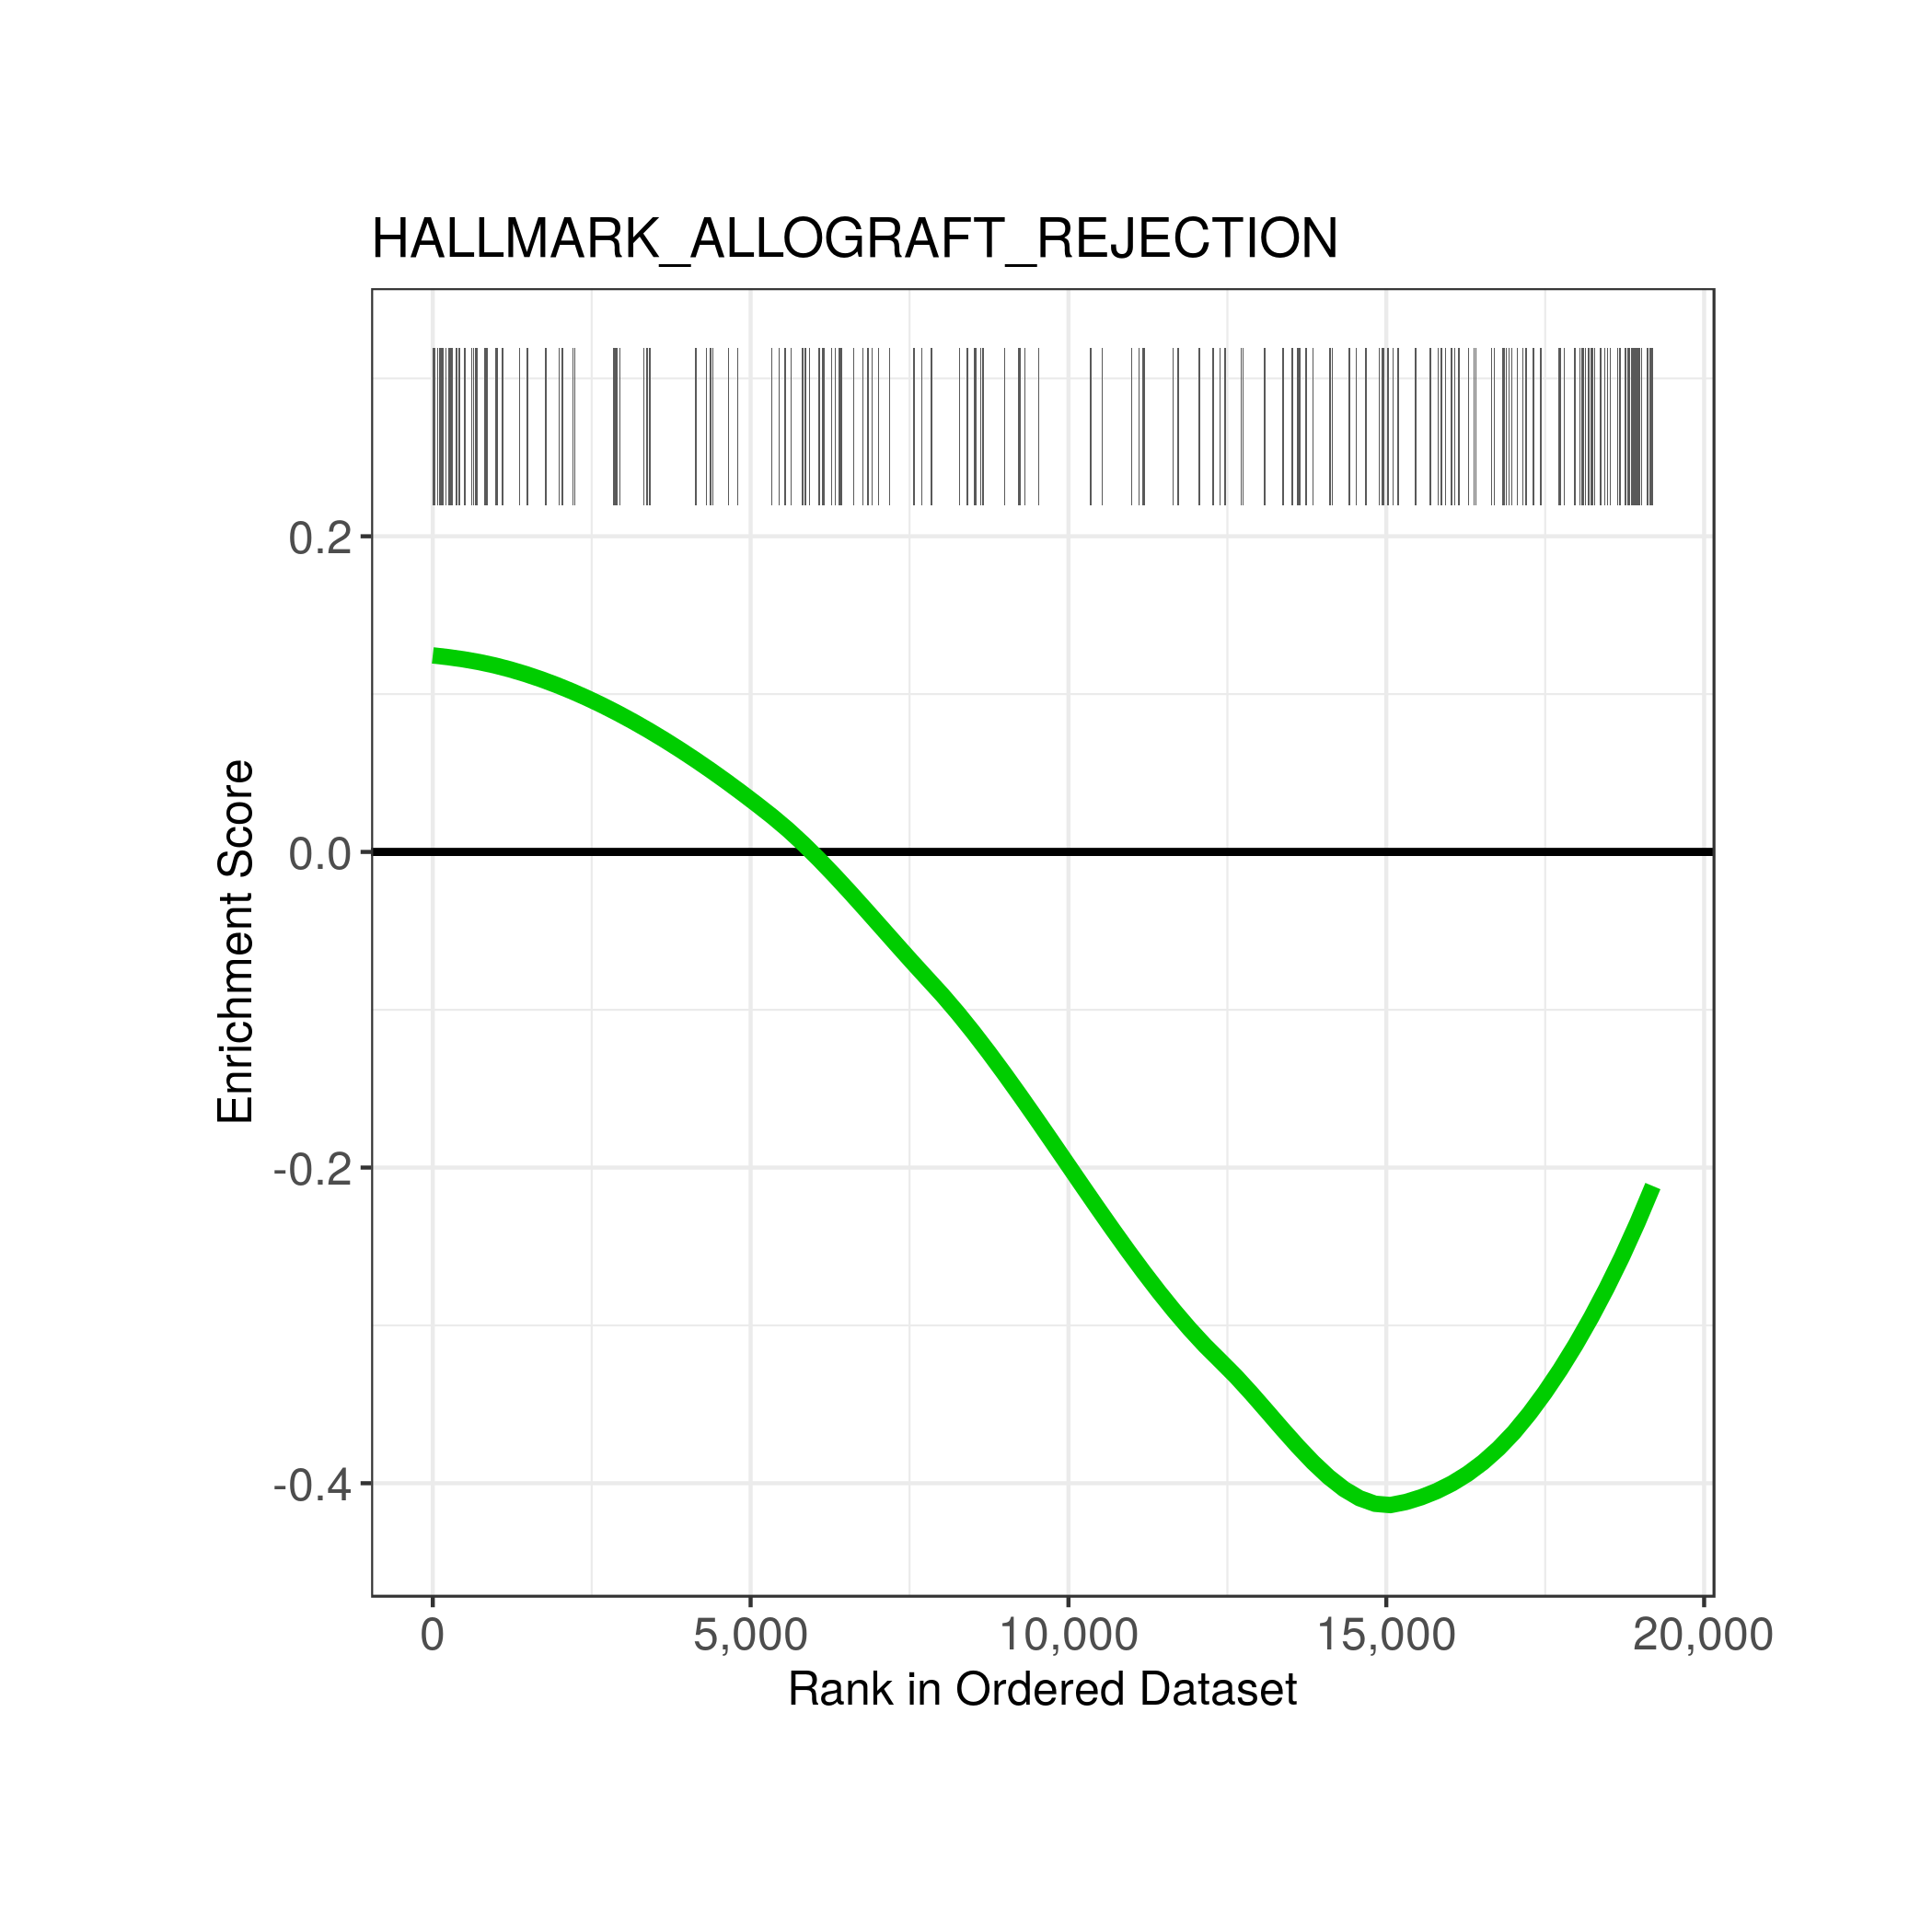 HALLMARK_ALLOGRAFT_REJECTION
0.2
0.0
-0.2
-0.4
Enrichment Score
0 5,000 10,000 15,000 20,000
Rank in Ordered Dataset